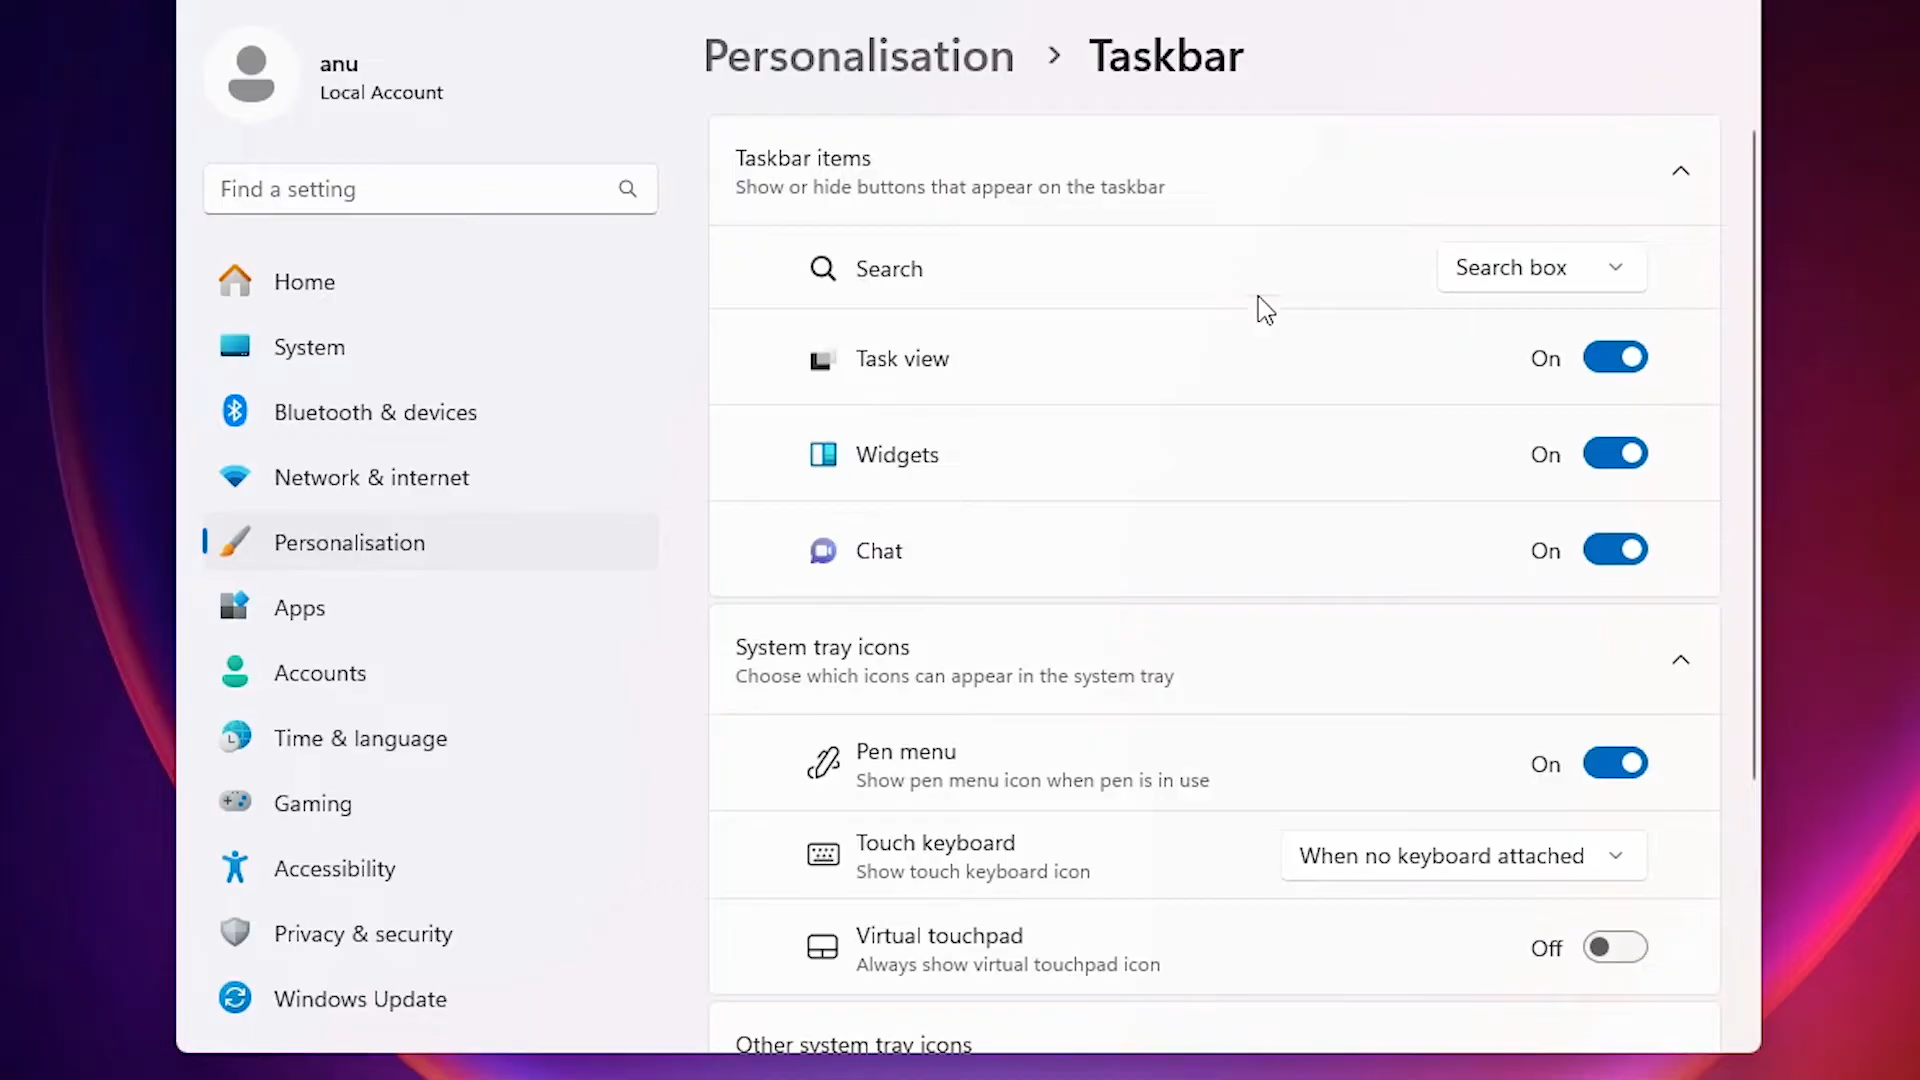 anu
Local Account
Find a setting
Home
System
Bluetooth & devices
Network & internet
Personalisation
Apps
Accounts
Time & language
Gaming
Accessibility
Privacy & security
Windows Update
Personalisation > Taskbar
Taskbar items
Show or hide buttons that appear on the taskbar
Search
Search box
Task view
On
Widgets
On
Chat
On
System tray icons
Choose which icons can appear in the system tray
Pen menu
Show pen menu icon when pen is in use
On
Touch keyboard
Show touch keyboard icon
When no keyboard attached
Virtual touchpad
Always show virtual touchpad icon
Off
Other system tray icons